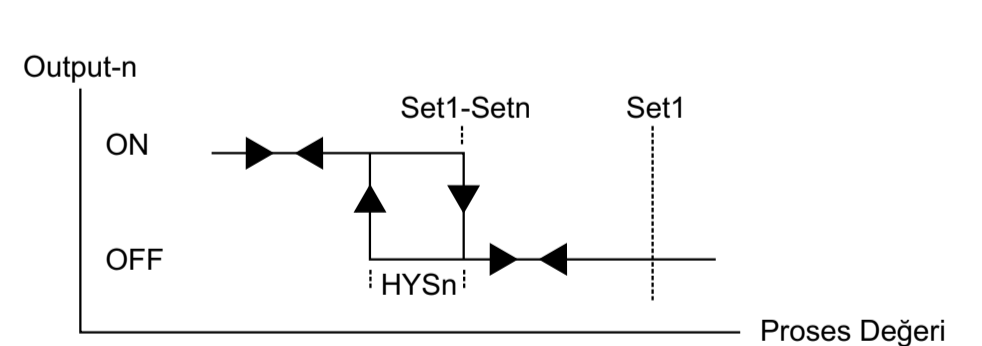 Output-n
Set1-Setn
Set1
ON
OFF
HYSn
Proses Değeri